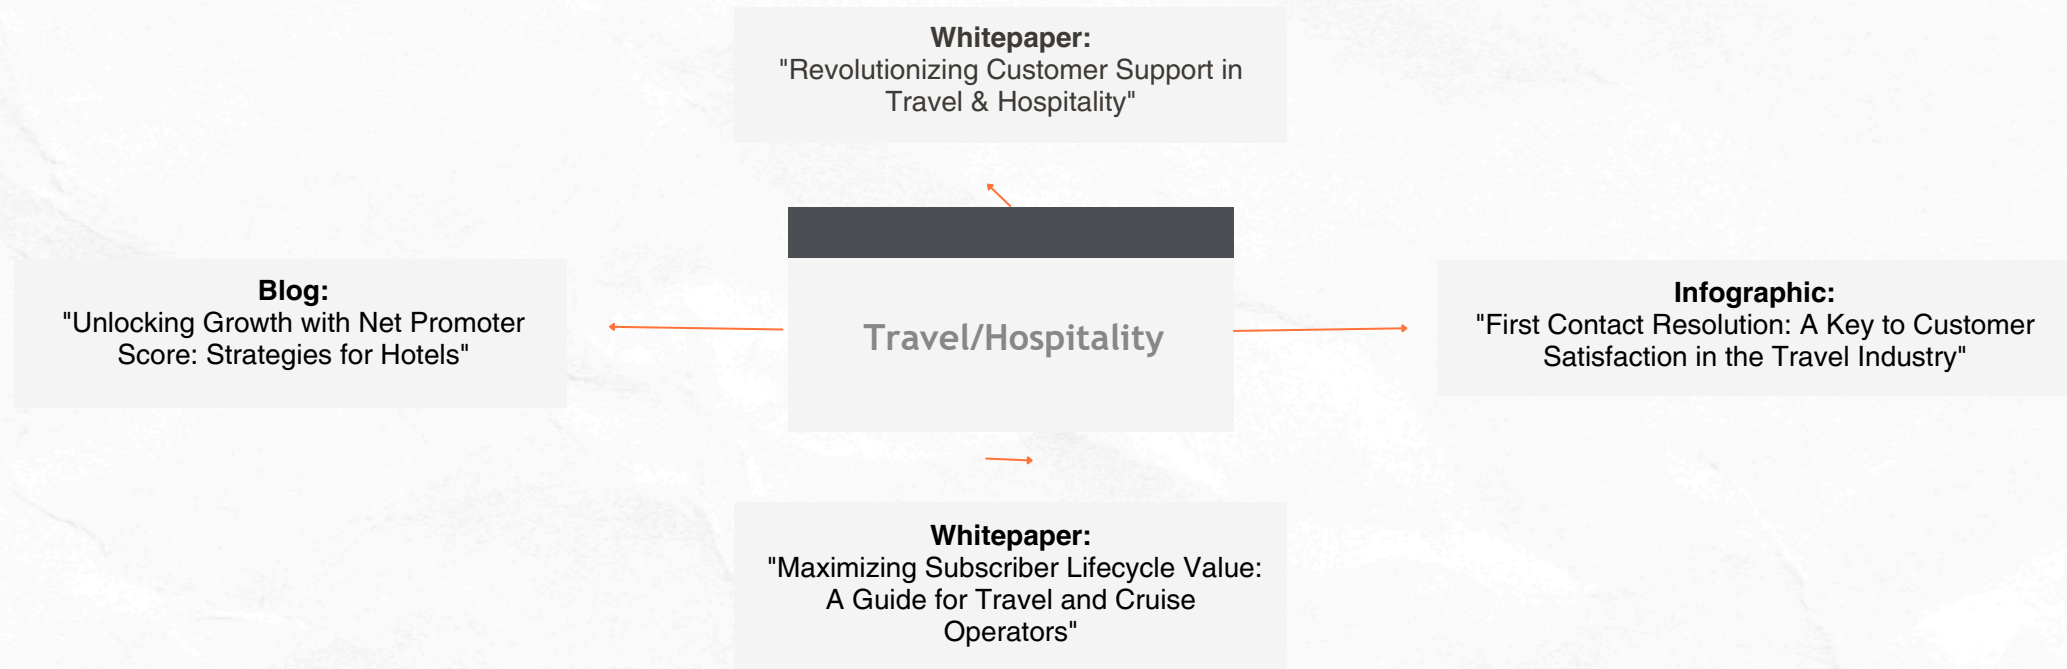 Whitepaper:
"Revolutionizing Customer Support in
Travel & Hospitality"
Blog:
"Unlocking Growth with Net Promoter
Score: Strategies for Hotels"
Travel/Hospitality
Infographic:
"First Contact Resolution: A Key to Customer
Satisfaction in the Travel Industry"
Whitepaper:
"Maximizing Subscriber Lifecycle Value:
A Guide for Travel and Cruise
Operators"